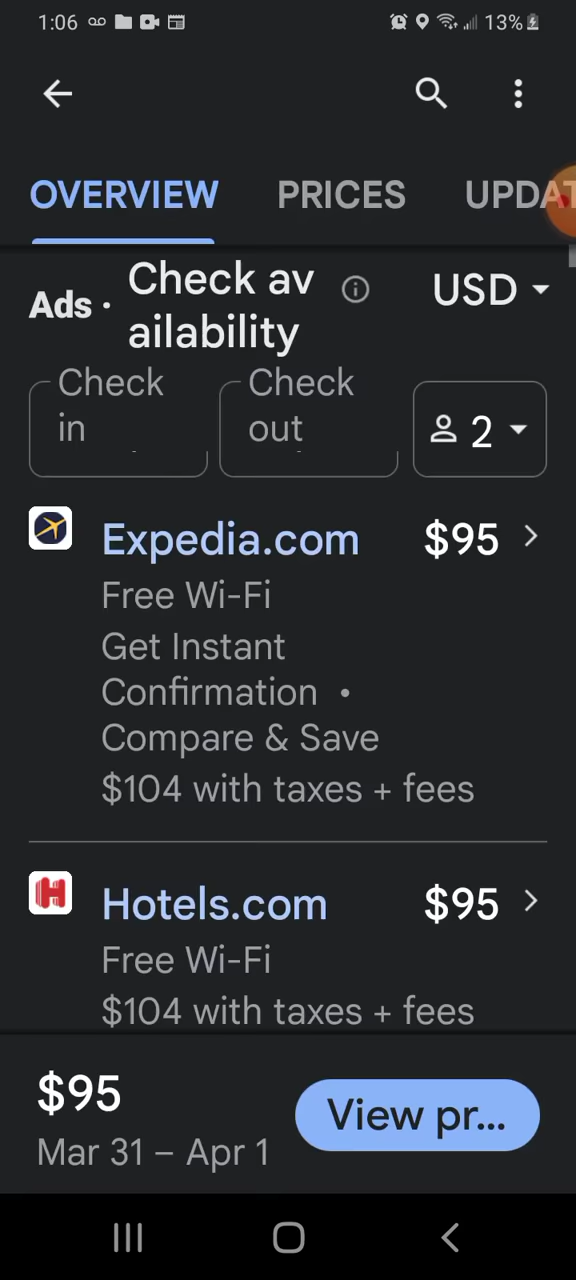 1:06 13%
OVERVIEW PRICES UPDAT
Ads · Check av
ailability USD
Check
in
Check
out
2
Expedia.com $95
Free Wi-Fi
Get Instant
Confirmation •
Compare & Save
$104 with taxes + fees
Hotels.com $95
Free Wi-Fi
$104 with taxes + fees
$95
Mar 31 – Apr 1
View pr...